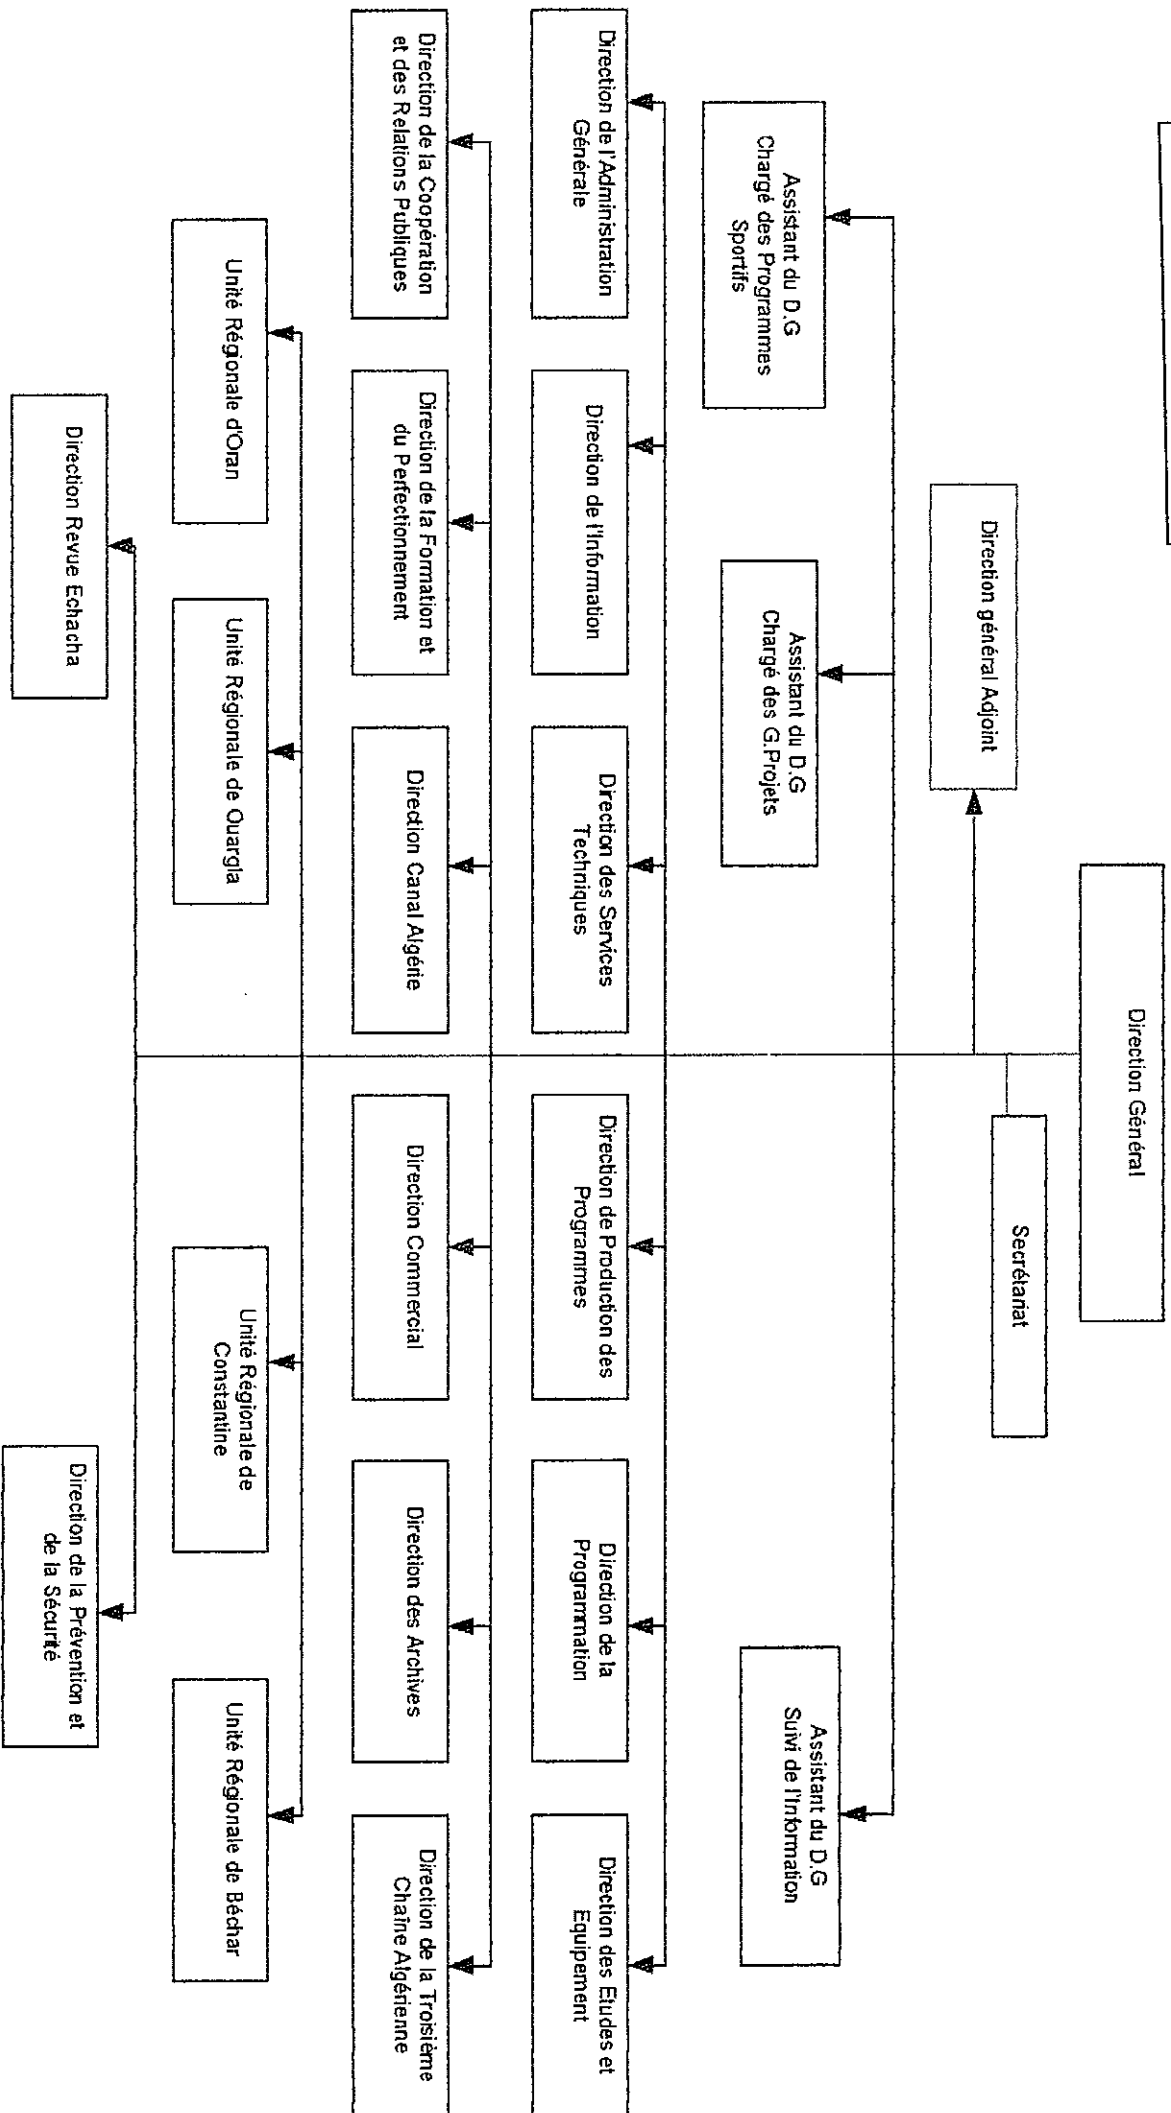 Direction Général
Secrétariat
Direction général Adjoint
Assistant du D.G
Chargé des Programmes
Sportifs
Assistant du D.G
Chargé des G.Projets
Assistant du D.G
Suivi de l'Information
Direction de l'Administration
Générale
Direction de l'Information
Direction des Services
Techniques
Direction de Production des
Programmes
Direction de la
Programmation
Direction des Etudes et
Equipement
Direction de la Coopération
et des Relations Publiques
Direction de la Formation et
du Perfectionnement
Direction Canal Algérie
Direction Commercial
Direction des Archives
Direction de la Troisième
Chaîne Algérienne
Unité Régionale d'Oran
Unité Régionale de Ouargla
Unité Régionale de
Constantine
Unité Régionale de Béchar
Direction Revue Echacha
Direction de la Prévention et
de la Sécurité